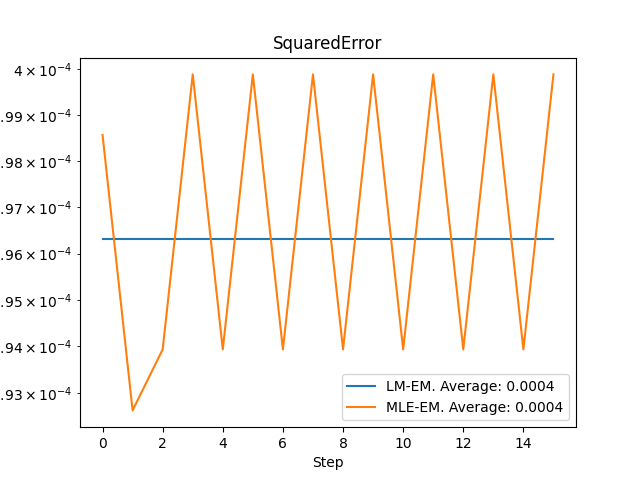 SquaredError
4 × 10⁻⁴
.99 × 10⁻⁴
.98 × 10⁻⁴
.97 × 10⁻⁴
.96 × 10⁻⁴
.95 × 10⁻⁴
.94 × 10⁻⁴
.93 × 10⁻⁴
LM-EM. Average: 0.0004
MLE-EM. Average: 0.0004
0 2 4 6 8 10 12 14
Step